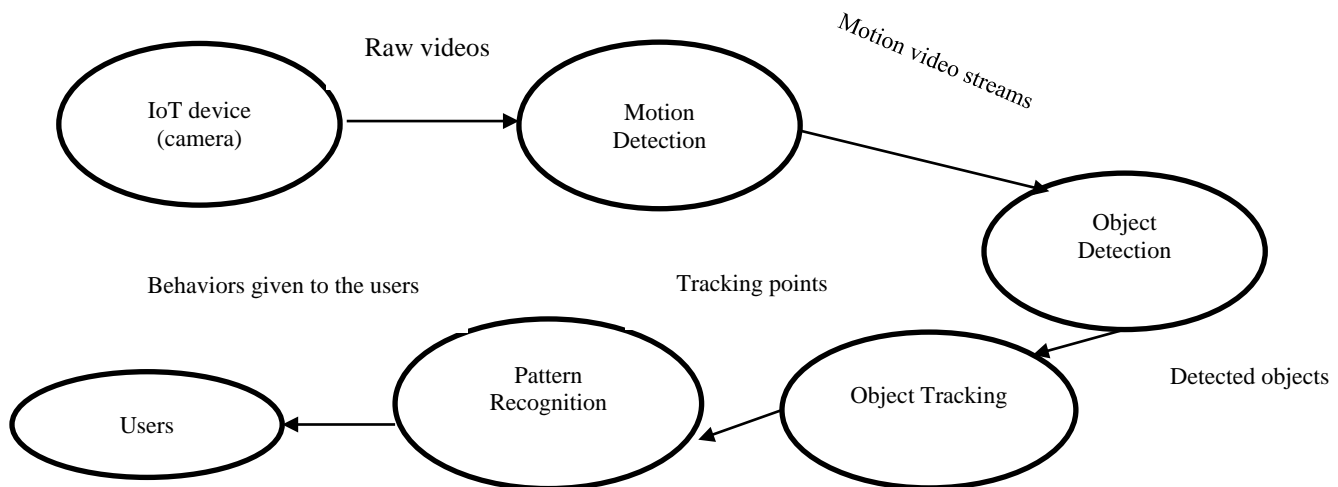 Raw videos
Motion video streams
IoT device
(camera)
Motion
Detection
Object
Detection
Behaviors given to the users
Tracking points
Detected objects
Pattern
Recognition
Object Tracking
Users